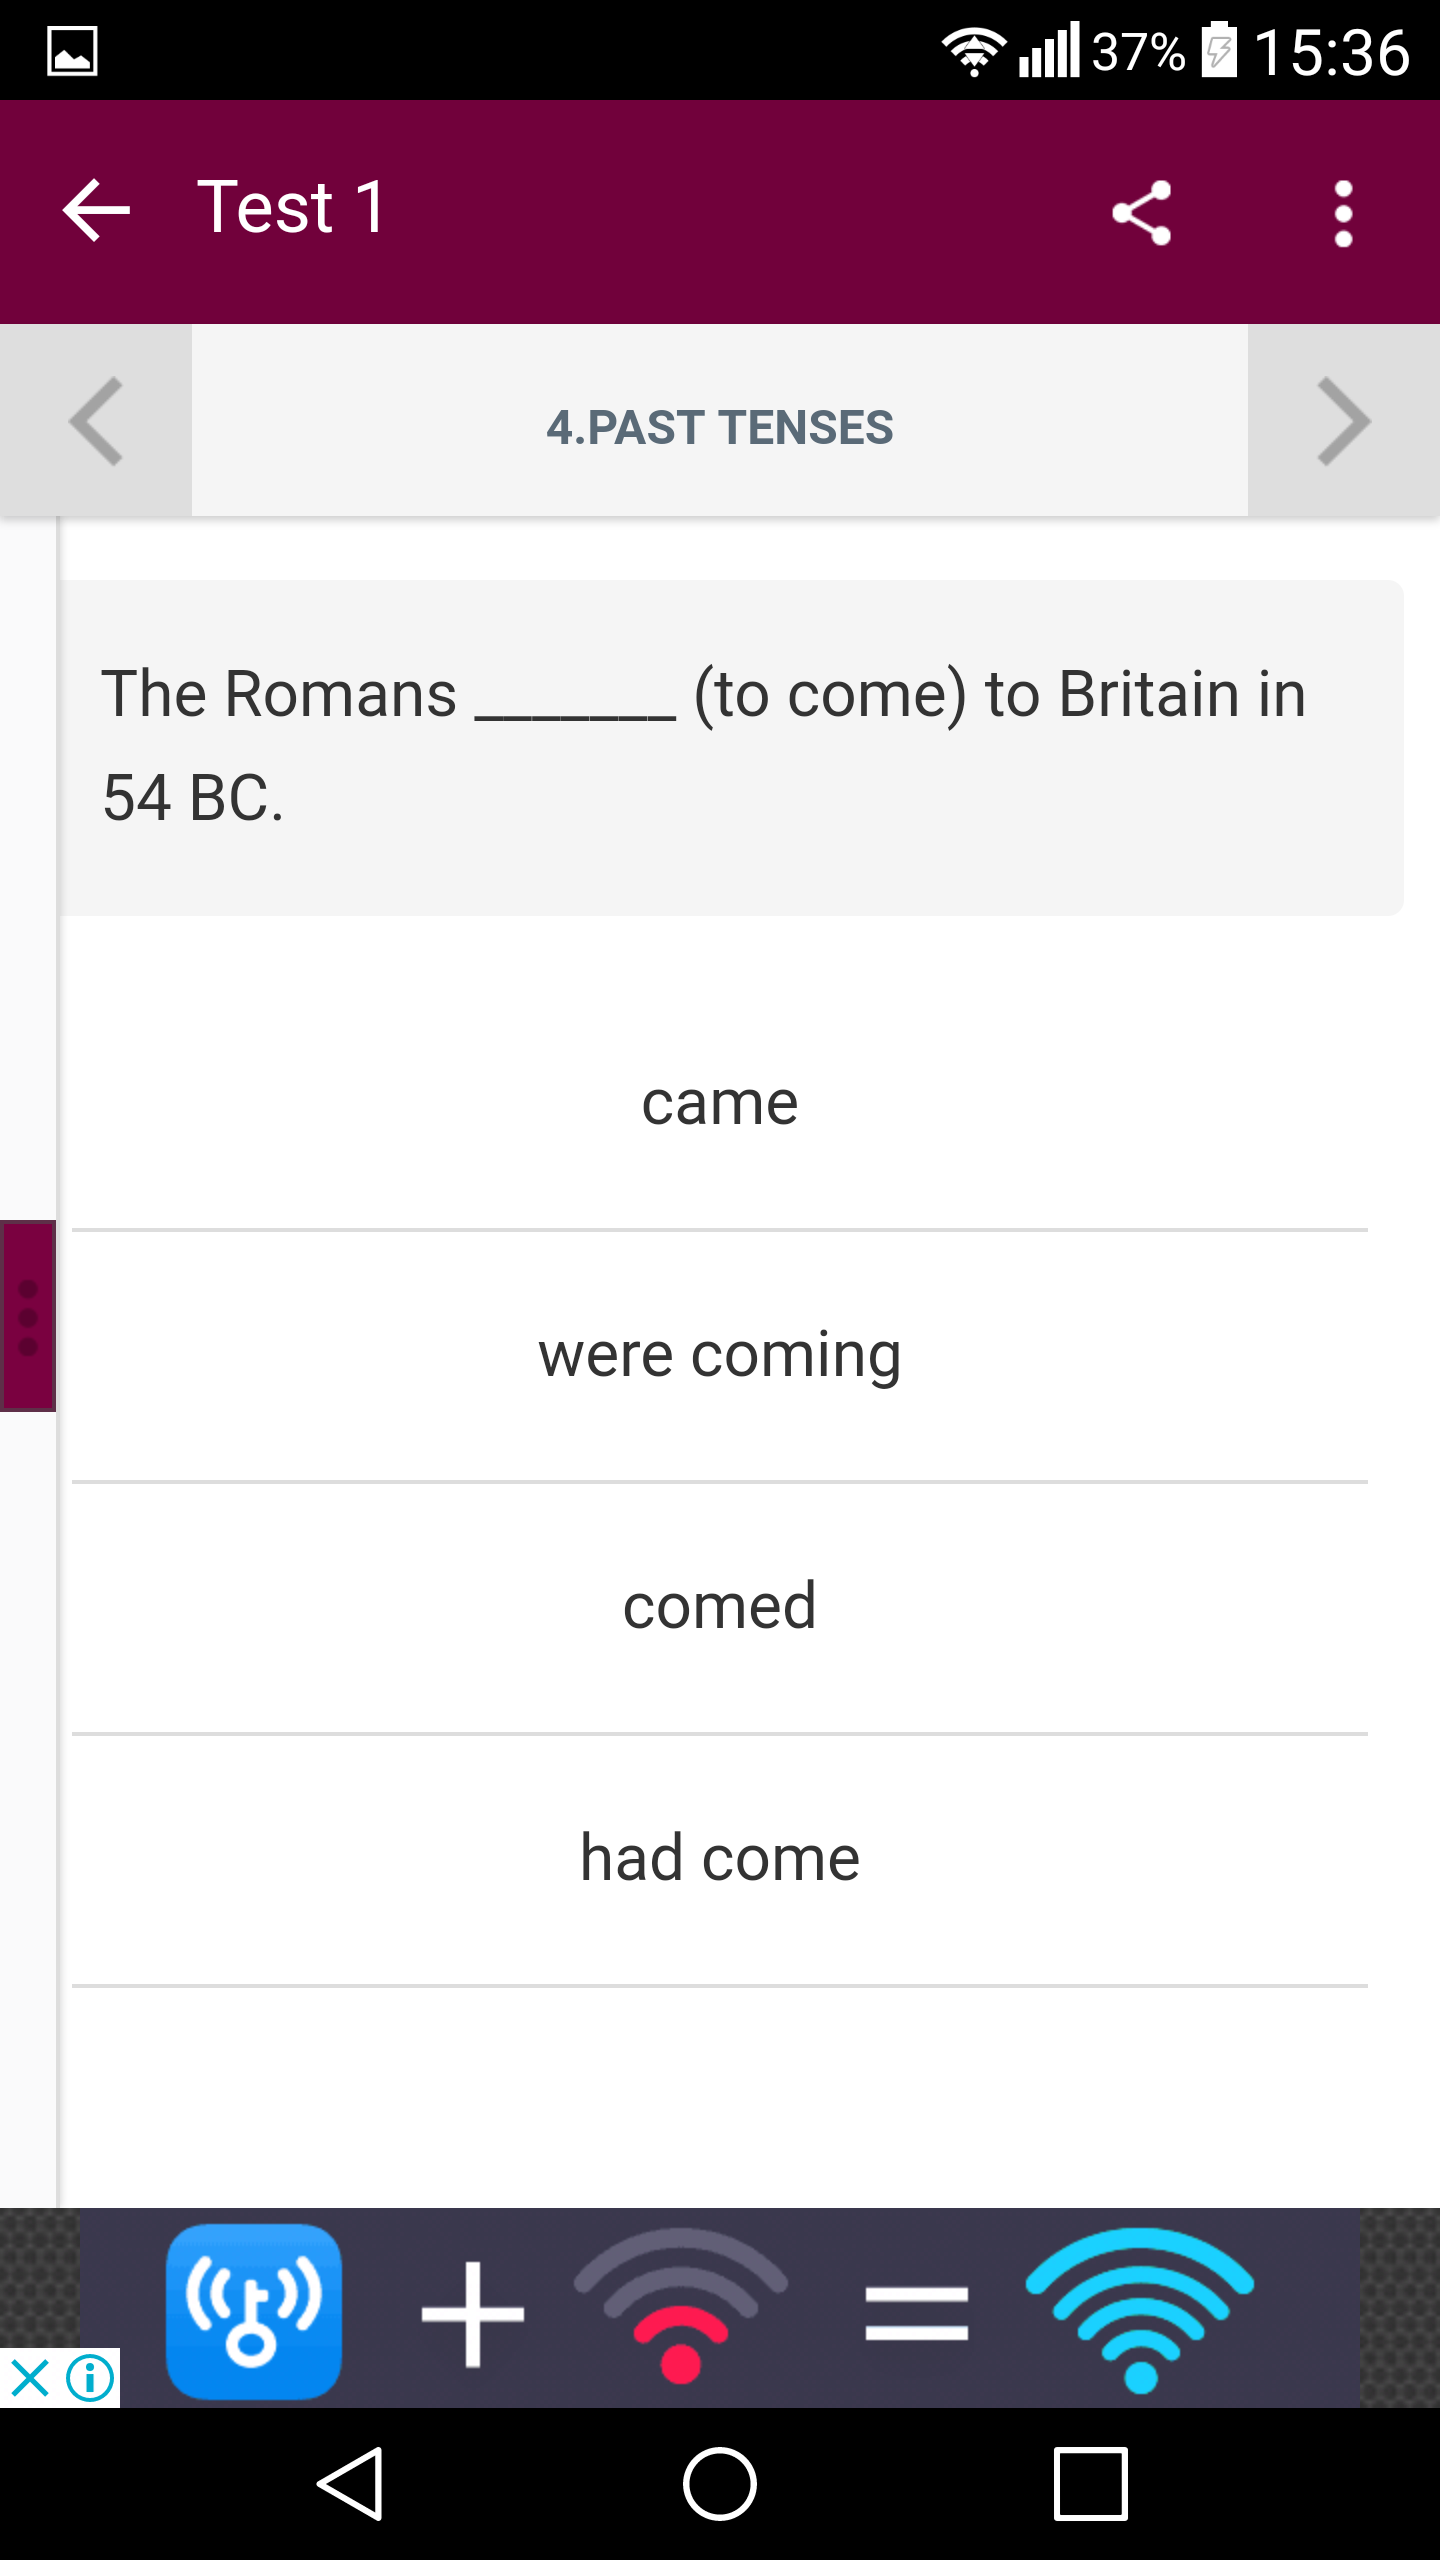 37% 15:36
Test 1
4.PAST TENSES
The Romans _______ (to come) to Britain in
54 BC.
came
were coming
comed
had come